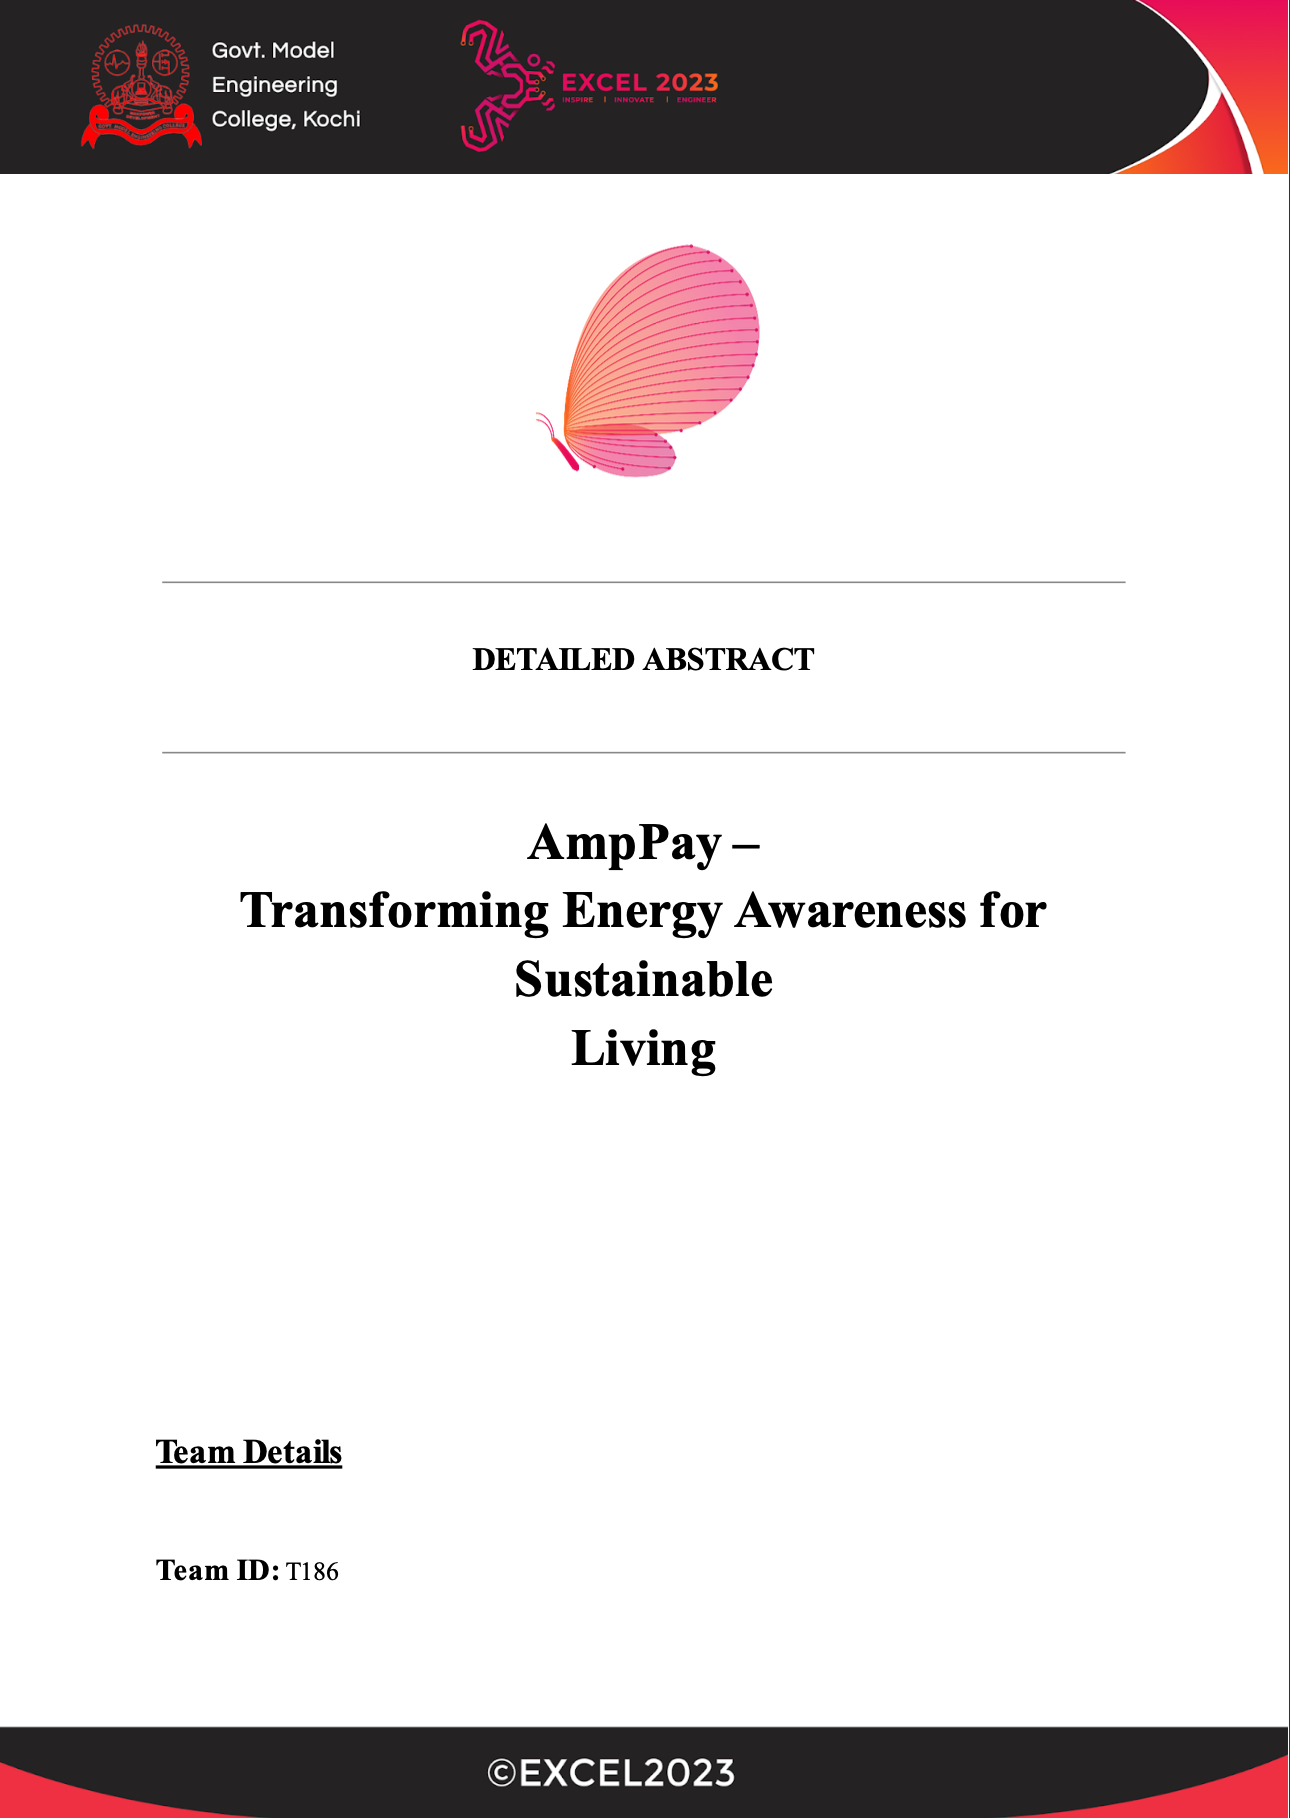 Govt. Model
Engineering
College, Kochi
EXCEL 2023
INSPIRE | INNOVATE | ENGINEER
DETAILED ABSTRACT
AmpPay –
Transforming Energy Awareness for
Sustainable
Living
Team Details
Team ID: T186
©EXCEL2023